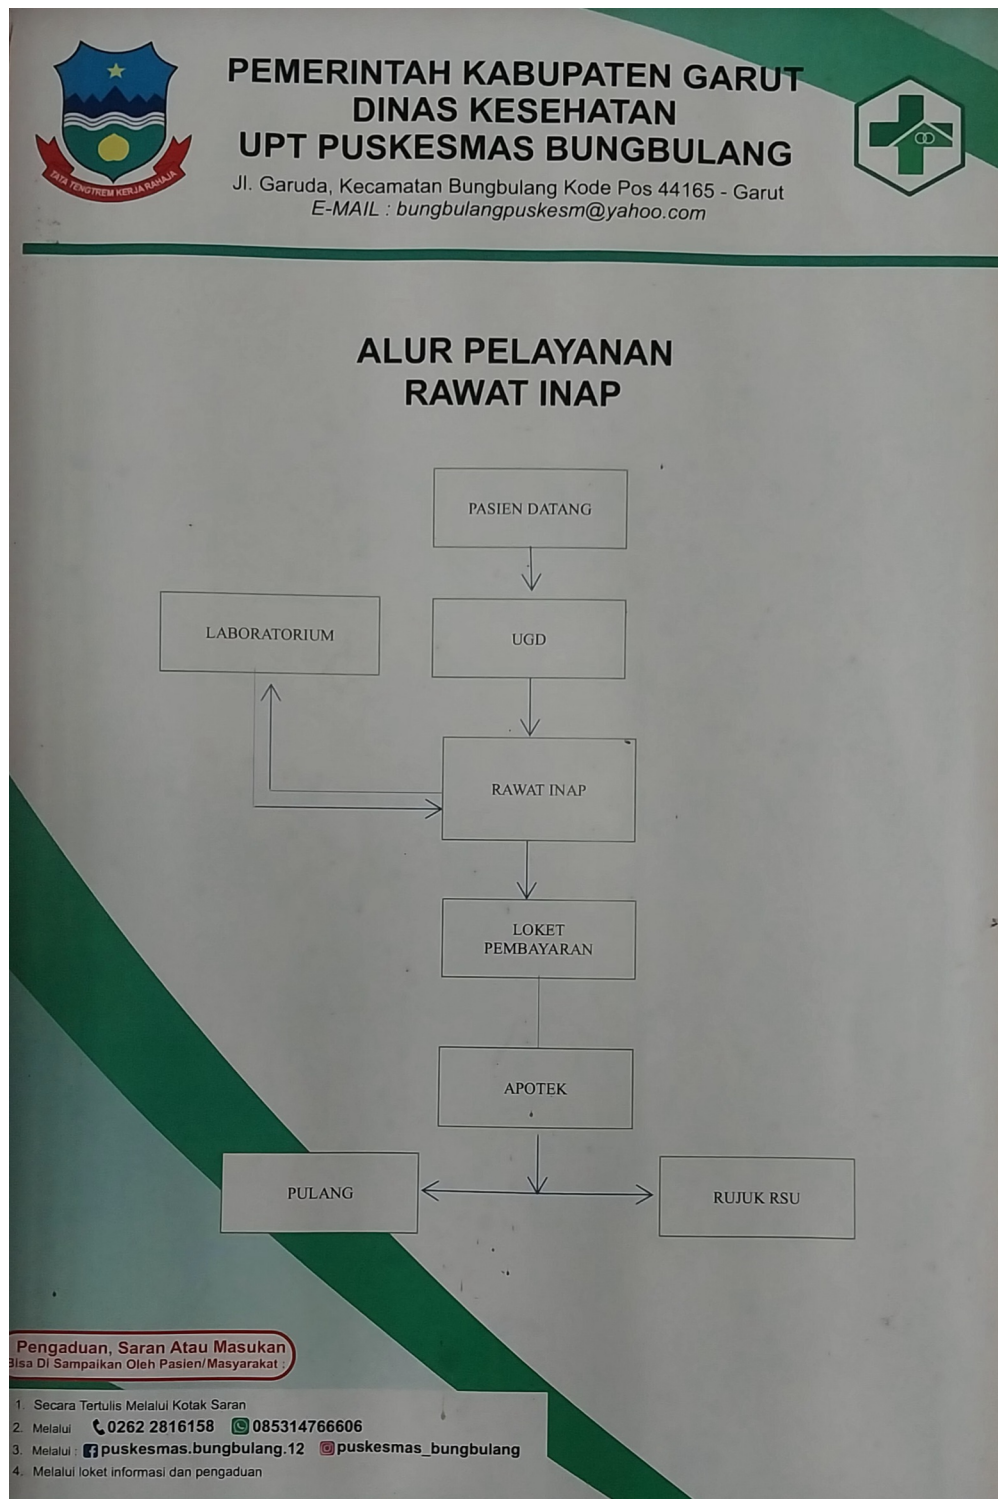 PEMERINTAH KABUPATEN GARUT
DINAS KESEHATAN
UPT PUSKESMAS BUNGBULANG
Jl. Garuda, Kecamatan Bungbulang Kode Pos 44165 - Garut
E-MAIL : bungbulangpuskesm@yahoo.com
TATA TENGTREM KERJA RAHAJA
ALUR PELAYANAN
RAWAT INAP
PASIEN DATANG
LABORATORIUM
UGD
RAWAT INAP
LOKET
PEMBAYARAN
APOTEK
PULANG
RUJUK RSU
Pengaduan, Saran Atau Masukan
Bisa Di Sampaikan Oleh Pasien/Masyarakat :
1. Secara Tertulis Melalui Kotak Saran
2. Melalui 0262 2816158 085314766606
3. Melalui : puskesmas.bungbulang.12 puskesmas_bungbulang
4. Melalui loket informasi dan pengaduan